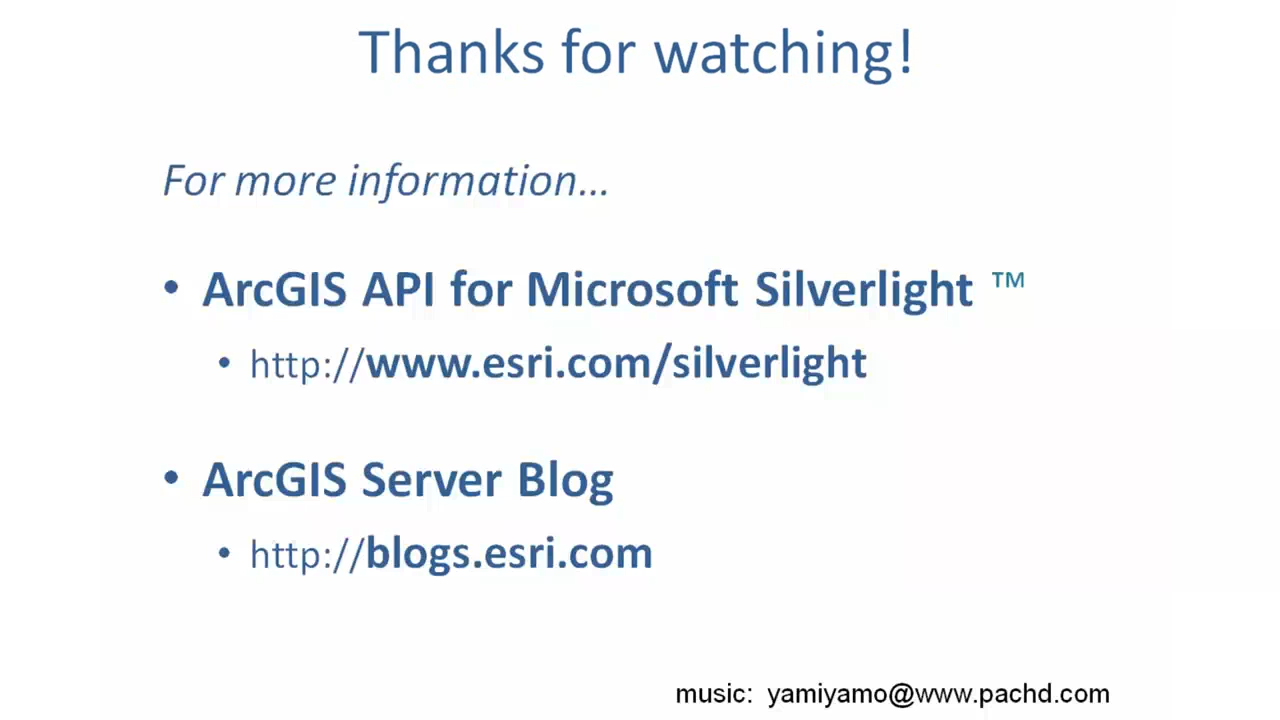 Thanks for watching!
For more information...
• ArcGIS API for Microsoft Silverlight ™
• http://www.esri.com/silverlight
• ArcGIS Server Blog
• http://blogs.esri.com
music: yamiyamo@www.pachd.com